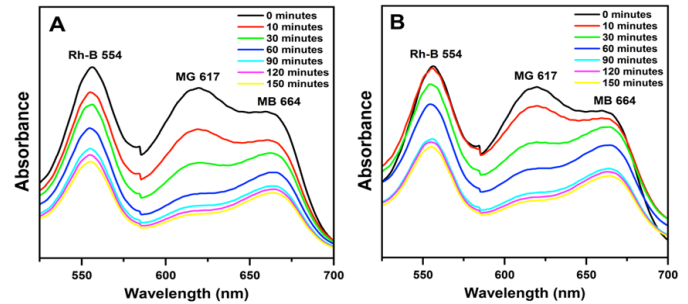 A
Rh-B 554
MG 617
MB 664
0 minutes
10 minutes
30 minutes
60 minutes
90 minutes
120 minutes
150 minutes
Absorbance
550
600
650
700
Wavelength (nm)
B
Rh-B 554
MG 617
MB 664
0 minutes
10 minutes
30 minutes
60 minutes
90 minutes
120 minutes
150 minutes
Absorbance
550
600
650
700
Wavelength (nm)